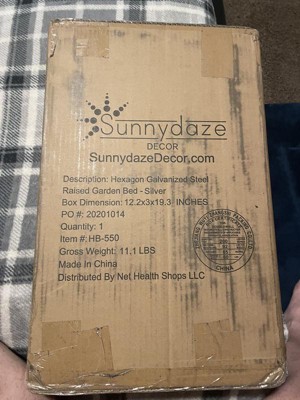 Sunnydaze
DECOR
SunnydazeDecor.com
Description: Hexagon Galvanized Steel
Raised Garden Bed - Silver
Box Dimension: 12.2x3x19.3 INCHES
PO #: 20201014
Quantity: 1
Item #: HB-550
Gross Weight: 11.1 LBS
Made In China
Distributed By Net Health Shops LLC
CHINA